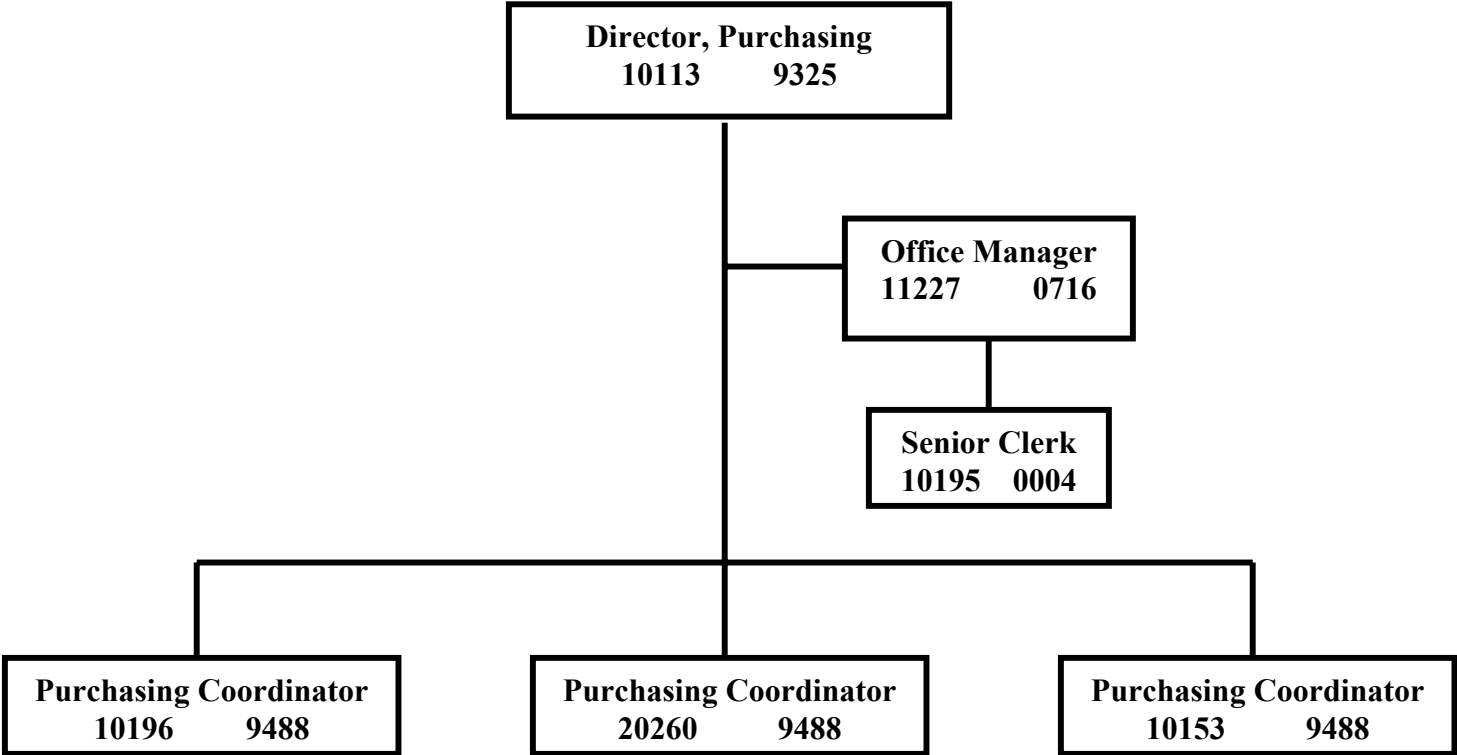 Director, Purchasing
10113 9325
Office Manager
11227 0716
Senior Clerk
10195 0004
Purchasing Coordinator
10196 9488
Purchasing Coordinator
20260 9488
Purchasing Coordinator
10153 9488